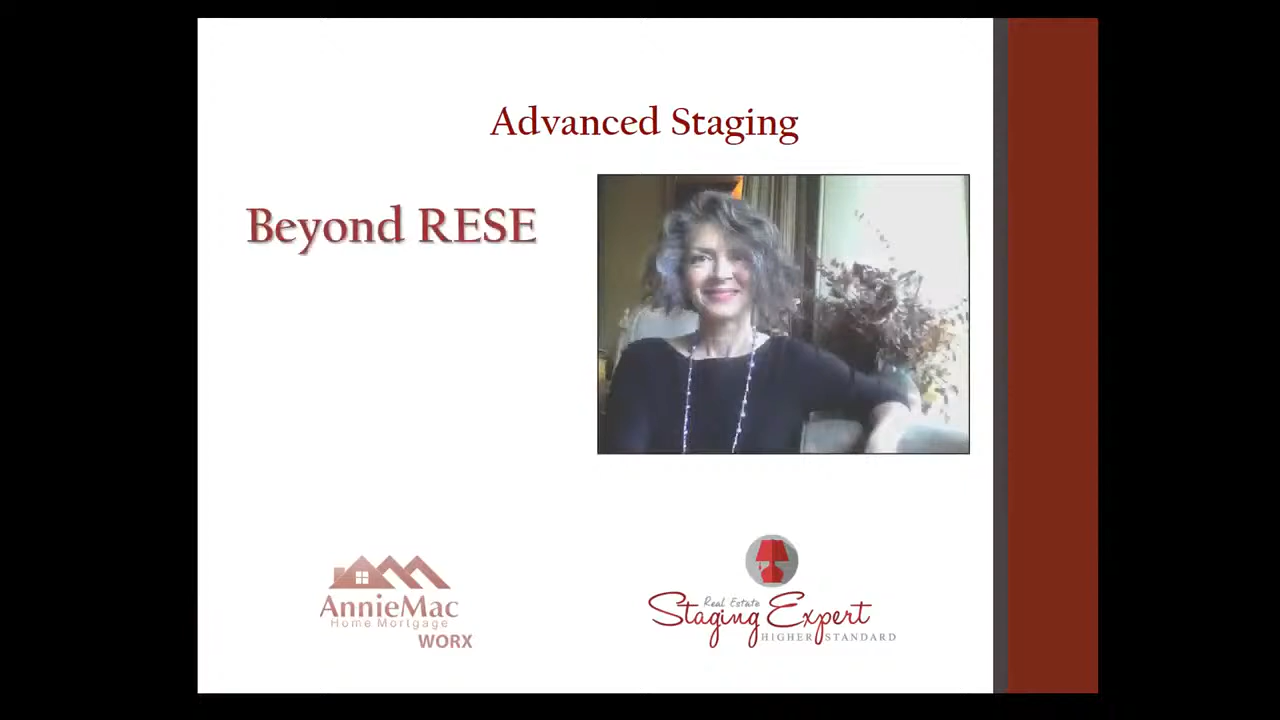 Advanced Staging
Beyond RESE
AnnieMac
Home Mortgage
WORX
Real Estate
Staging Expert
HIGHER STANDARD